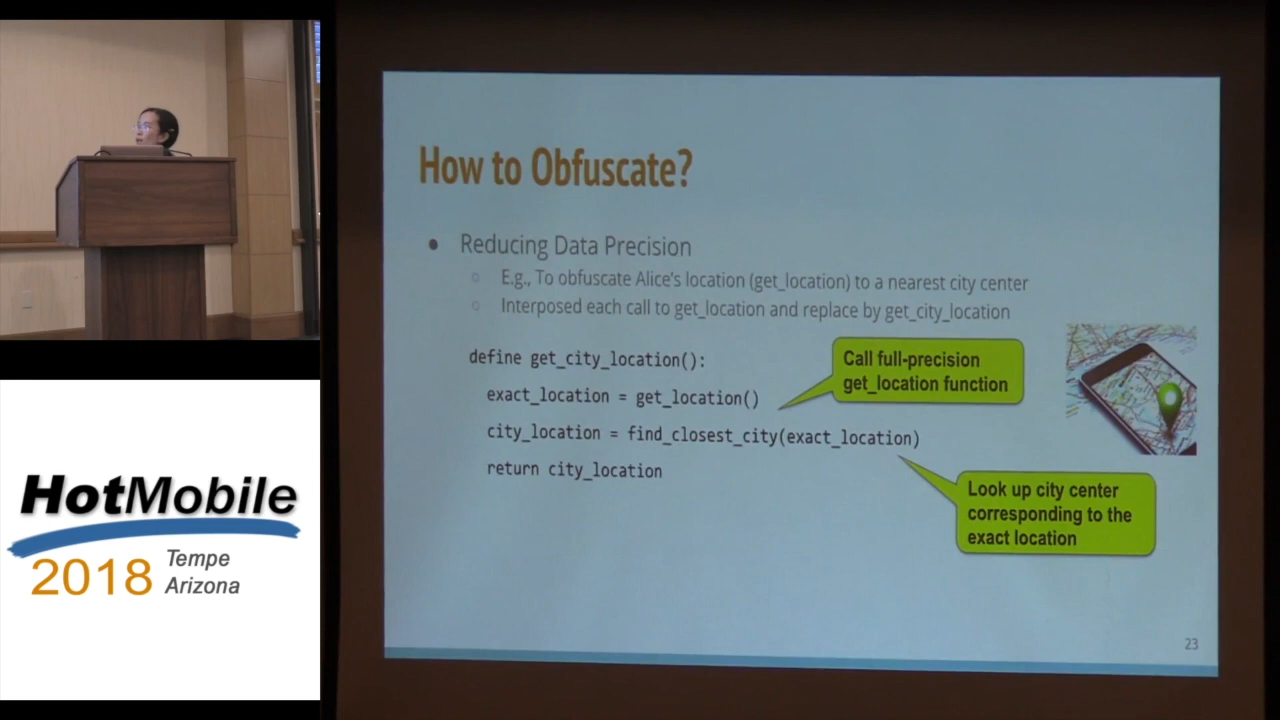 How to Obfuscate?
● Reducing Data Precision
○ E.g., To obfuscate Alice's location (get_location) to a nearest city center
○ Interposed each call to get_location and replace by get_city_location
define get_city_location():
exact_location = get_location()
city_location = find_closest_city(exact_location)
return city_location
Call full-precision
get_location function
Look up city center
corresponding to the
exact location
23
HotMobile
2018 Tempe
Arizona